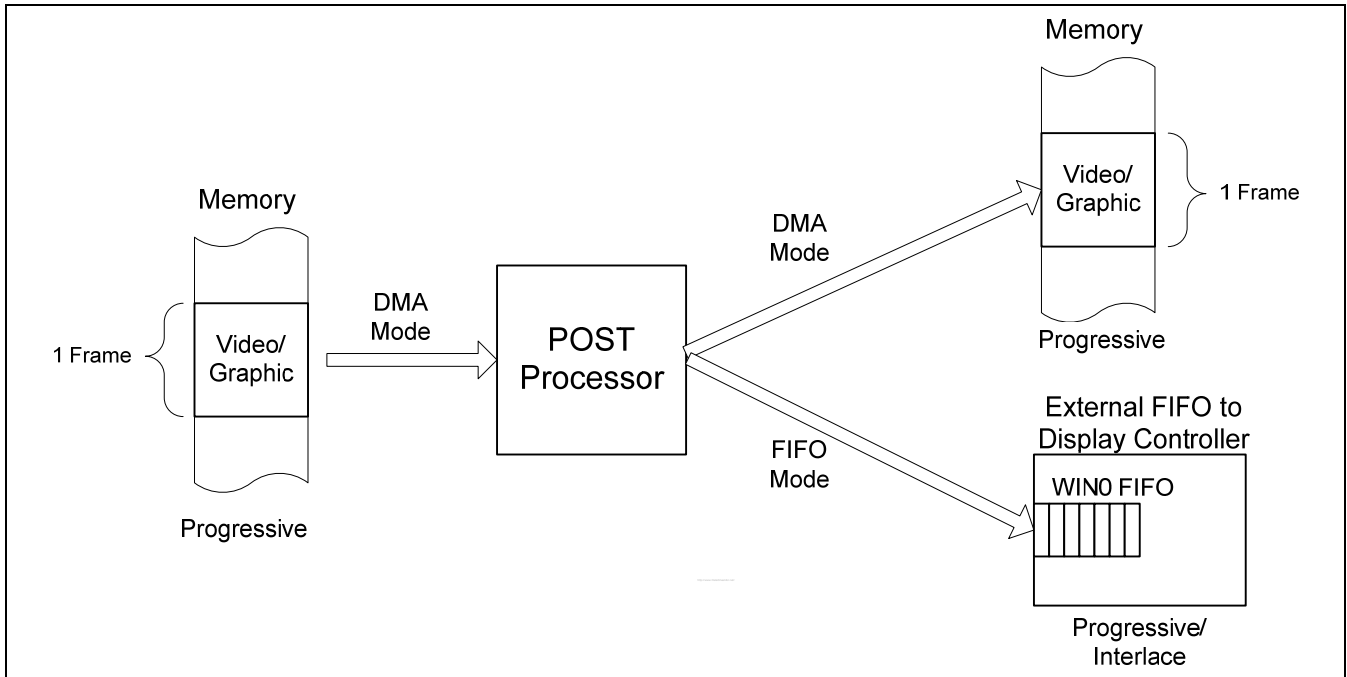 Memory
1 Frame
Video/
Graphic
Progressive
DMA
Mode
POST
Processor
DMA
Mode
FIFO
Mode
Memory
Video/
Graphic
1 Frame
Progressive
External FIFO to
Display Controller
WIN0 FIFO
Progressive/
Interlace